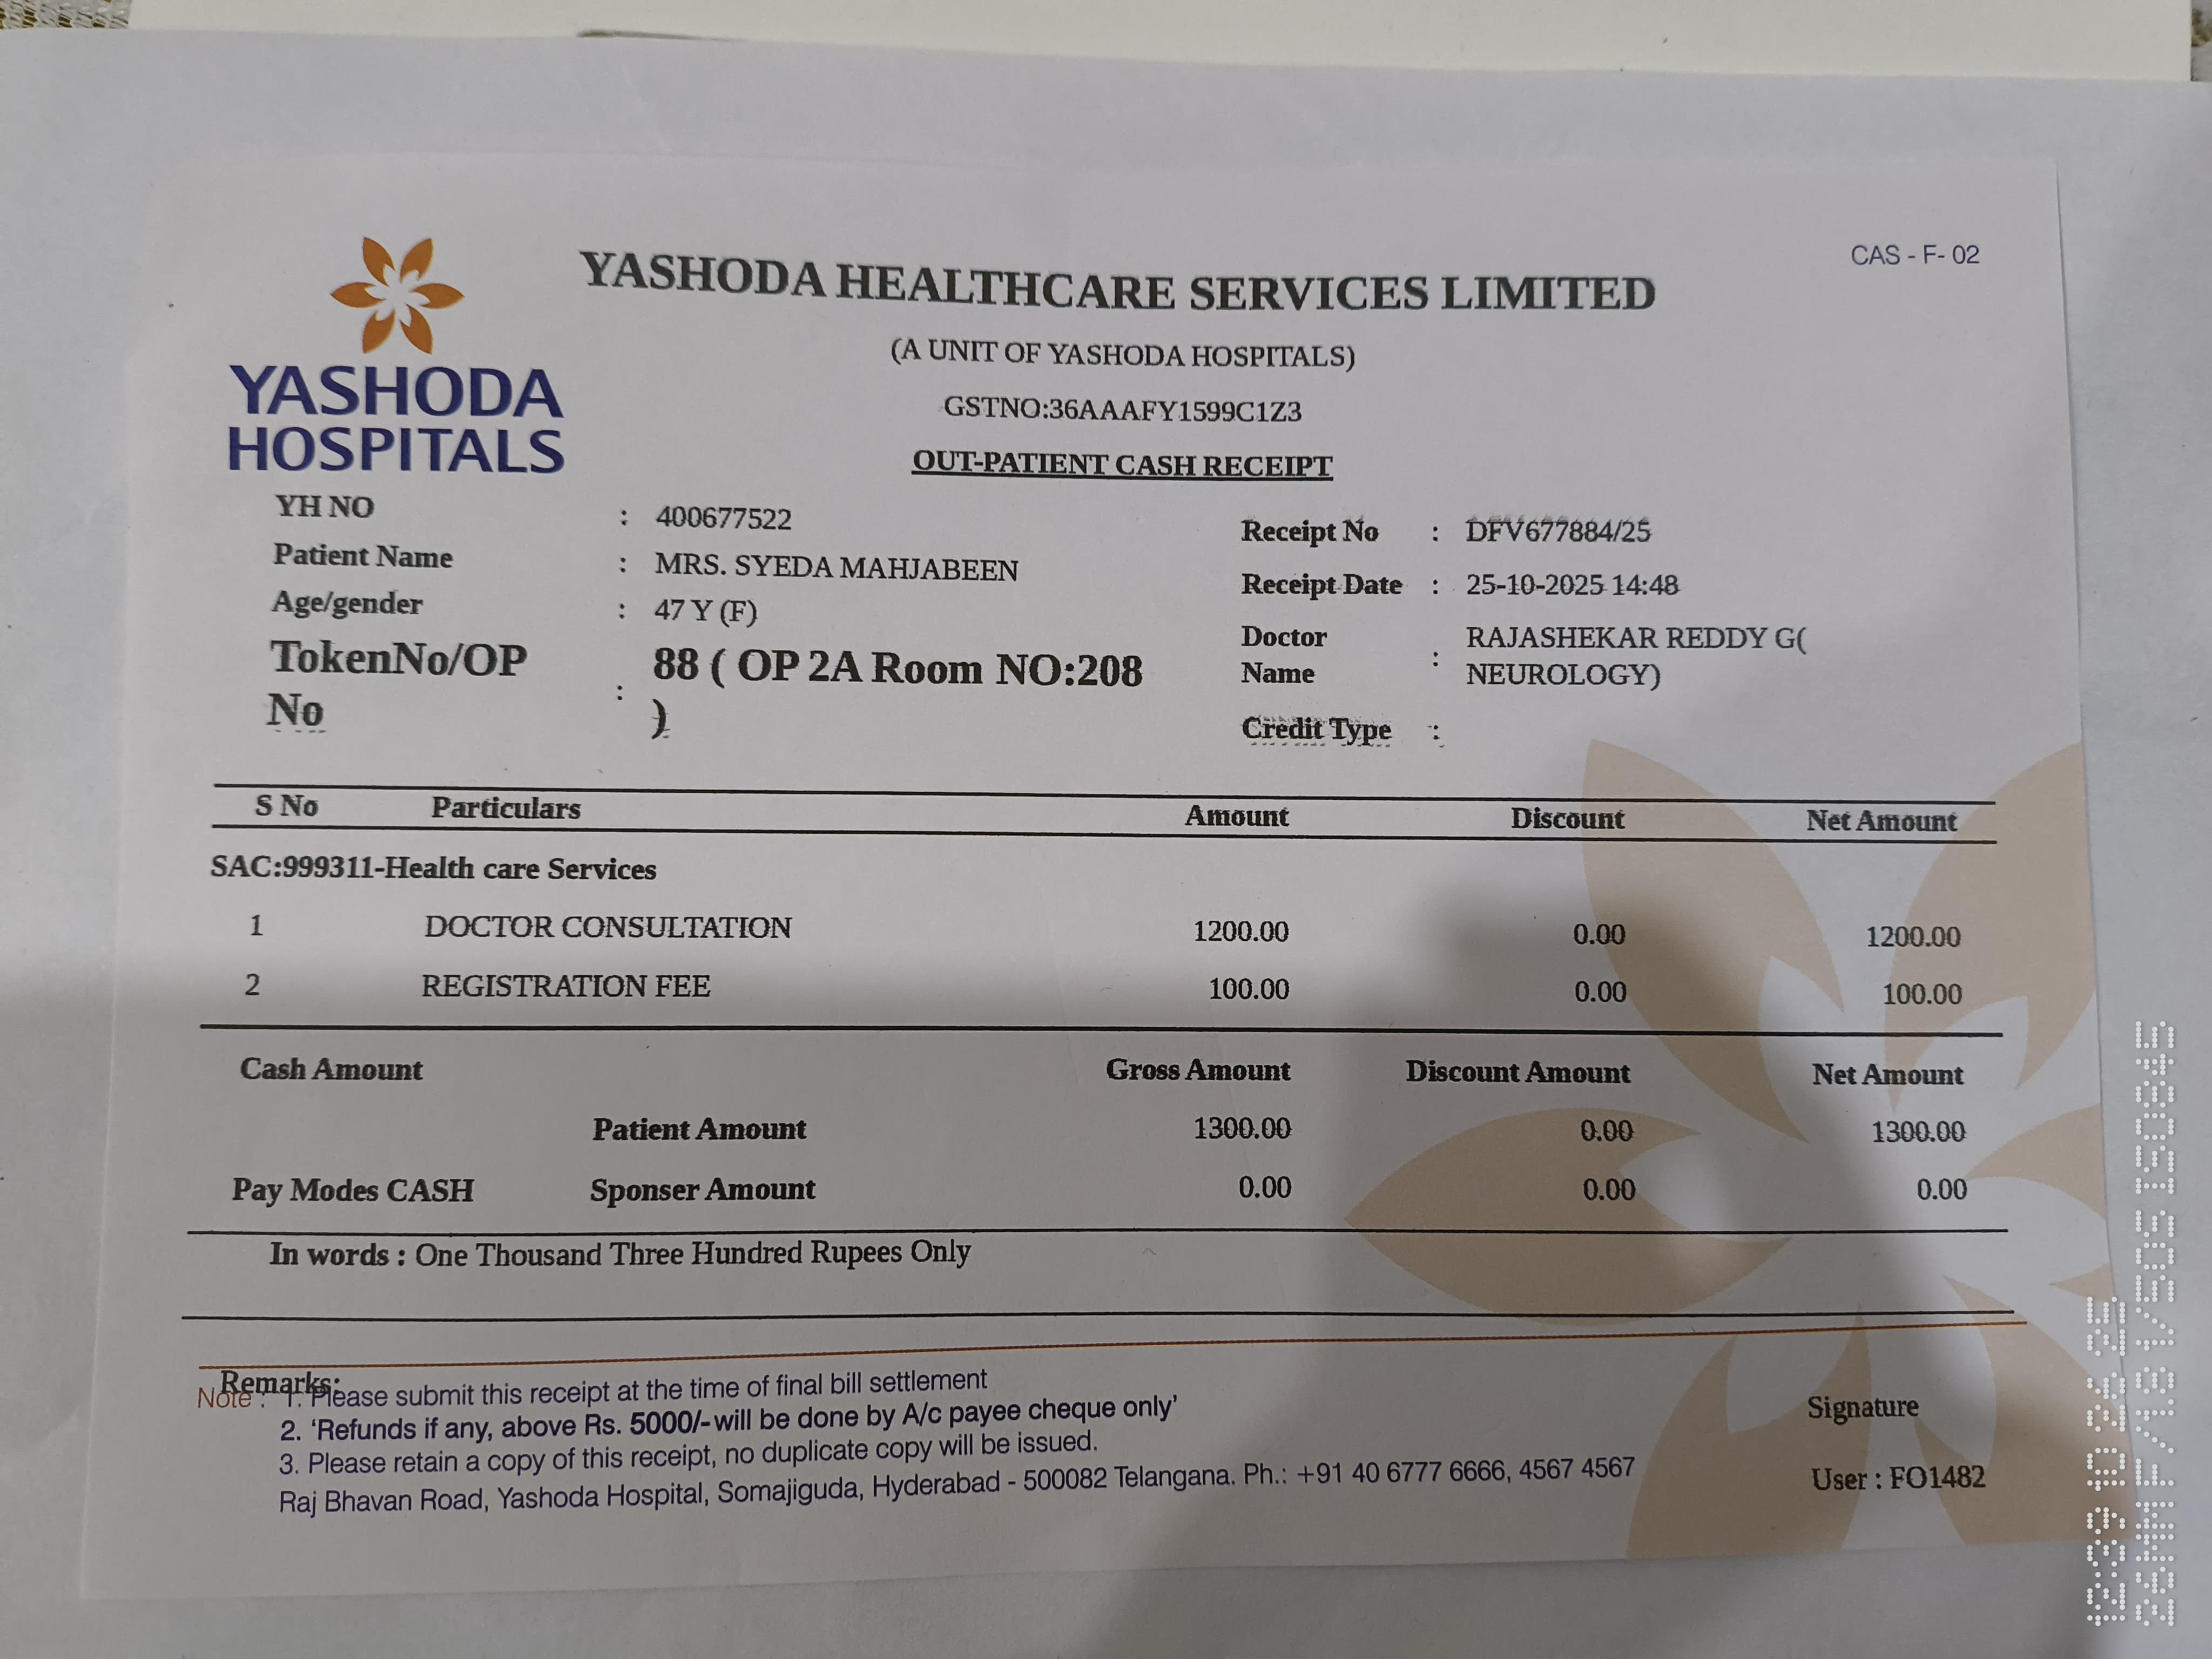 CAS - F- 02
YASHODA HEALTHCARE SERVICES LIMITED
(A UNIT OF YASHODA HOSPITALS)
GSTNO:36AAAFY1599C1Z3
OUT-PATIENT CASH RECEIPT
YASHODA
HOSPITALS
YH NO : 400677522
Patient Name : MRS. SYEDA MAHJABEEN
Age/gender : 47 Y (F)
TokenNo/OP No : 88 ( OP 2A Room NO:208 )
Receipt No : DFV677884/25
Receipt Date : 25-10-2025 14:48
Doctor Name : RAJASHEKAR REDDY G( NEUROLOGY)
Credit Type :
S No Particulars Amount Discount Net Amount
SAC:999311-Health care Services
1 DOCTOR CONSULTATION 1200.00 0.00 1200.00
2 REGISTRATION FEE 100.00 0.00 100.00
Cash Amount Gross Amount Discount Amount Net Amount
Patient Amount 1300.00 0.00 1300.00
Pay Modes CASH Sponser Amount 0.00 0.00 0.00
In words : One Thousand Three Hundred Rupees Only
Remarks:
Note : 1. Please submit this receipt at the time of final bill settlement
2. 'Refunds if any, above Rs. 5000/- will be done by A/c payee cheque only'
3. Please retain a copy of this receipt, no duplicate copy will be issued.
Raj Bhavan Road, Yashoda Hospital, Somajiguda, Hyderabad - 500082 Telangana. Ph.: +91 40 6777 6666, 4567 4567
Signature
User : FO1482
12:39 10.26.25
26MM F/1.8 1/50S ISO845